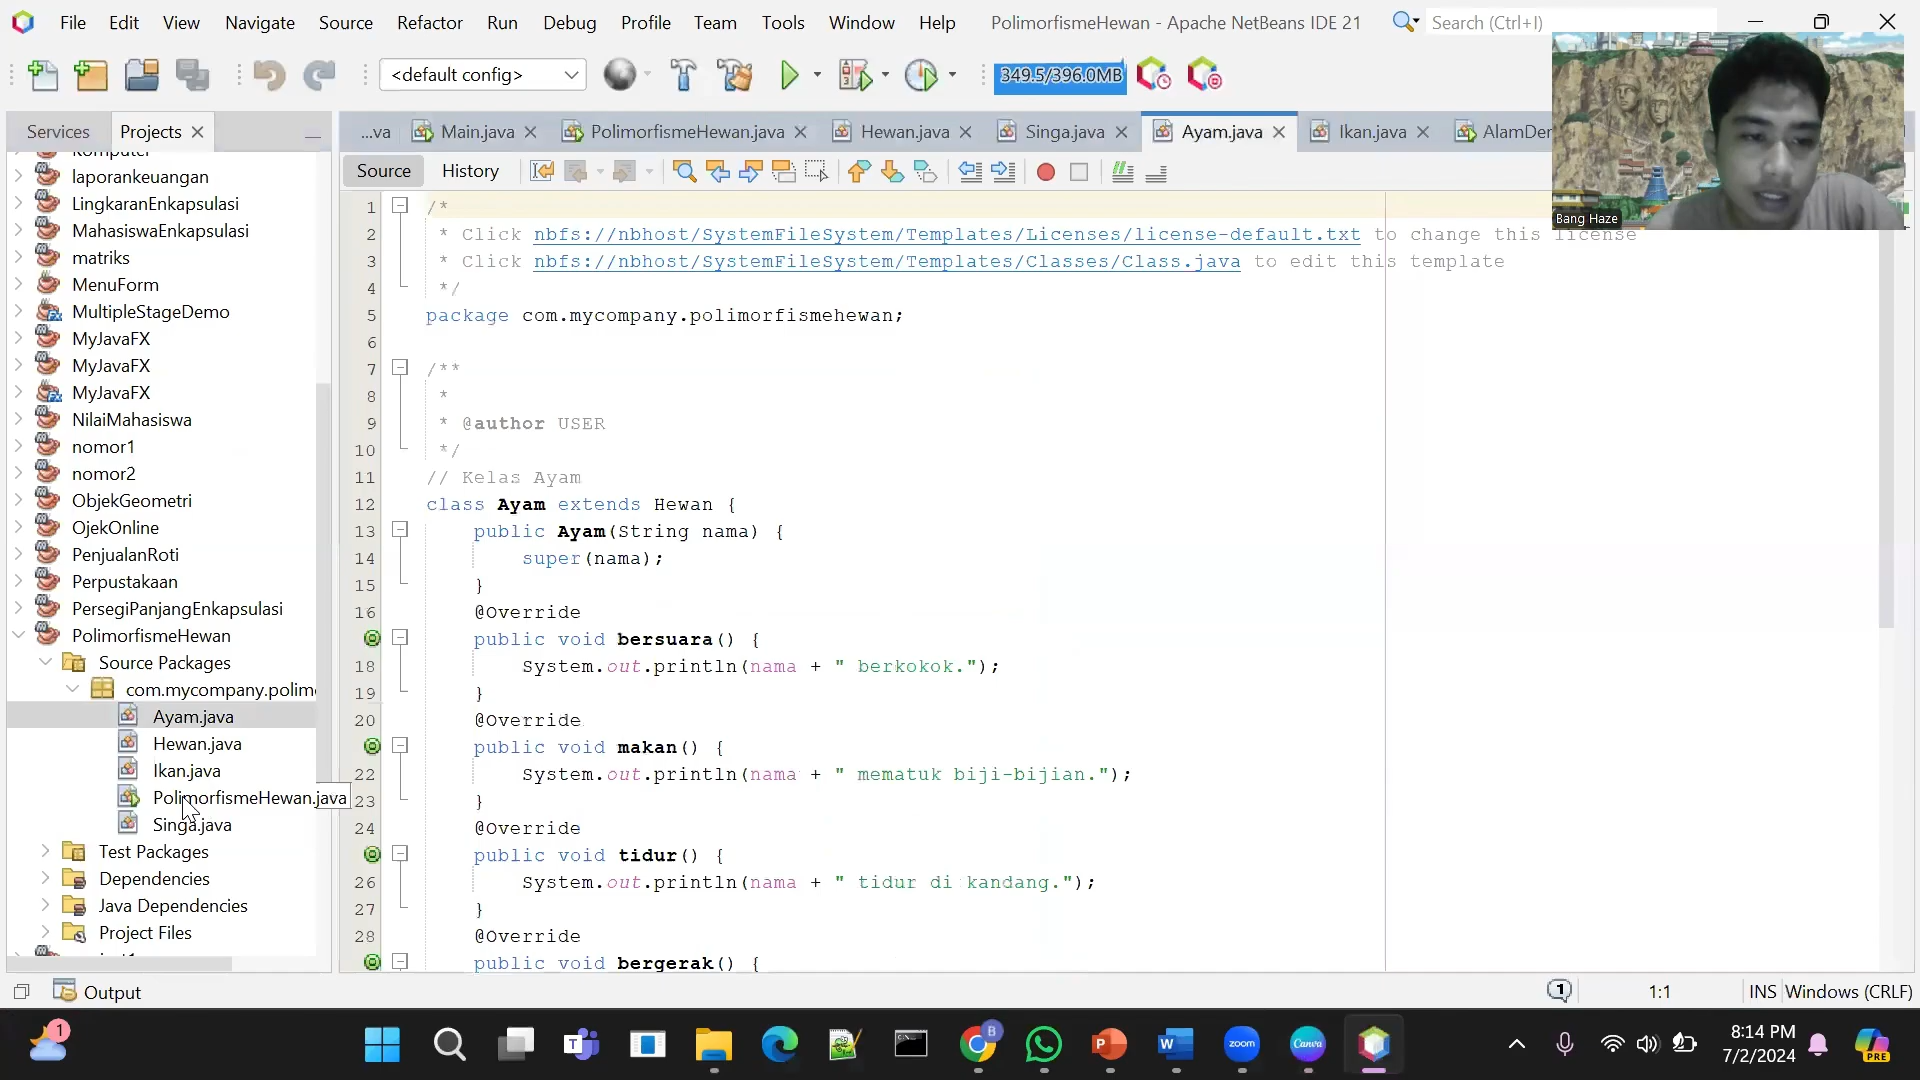 File Edit View Navigate Source Refactor Run Debug Profile Team Tools Window Help PolimorfismeHewan - Apache NetBeans IDE 21 Search (Ctrl+I)
<default config> 349.5/396.0MB
Services Projects
...va Main.java PolimorfismeHewan.java Hewan.java Singa.java Ayam.java Ikan.java AlamDer
Source History
Bang Haze
laporankeuangan
LingkaranEnkapsulasi
MahasiswaEnkapsulasi
matriks
MenuForm
MultipleStageDemo
MyJavaFX
MyJavaFX
MyJavaFX
NilaiMahasiswa
nomor1
nomor2
ObjekGeometri
OjekOnline
PenjualanRoti
Perpustakaan
PersegiPanjangEnkapsulasi
PolimorfismeHewan
Source Packages
com.mycompany.polim
Ayam.java
Hewan.java
Ikan.java
PolimorfismeHewan.java
Singa.java
Test Packages
Dependencies
Java Dependencies
Project Files
1 /*
2 * Click nbfs://nbhost/SystemFileSystem/Templates/Licenses/license-default.txt to change this license
3 * Click nbfs://nbhost/SystemFileSystem/Templates/Classes/Class.java to edit this template
4 */
5 package com.mycompany.polimorfismehewan;
6
7 /**
8 *
9 * @author USER
10 */
11 // Kelas Ayam
12 class Ayam extends Hewan {
13 public Ayam(String nama) {
14 super(nama);
15 }
16 @Override
public void bersuara() {
18 System.out.println(nama + " berkokok.");
19 }
20 @Override
public void makan() {
22 System.out.println(nama + " mematuk biji-bijian.");
23 }
24 @Override
public void tidur() {
26 System.out.println(nama + " tidur di kandang.");
27 }
28 @Override
public void bergerak() {
Output 1 1:1 INS Windows (CRLF)
1 B zoom Canva 8:14 PM
7/2/2024 PRE